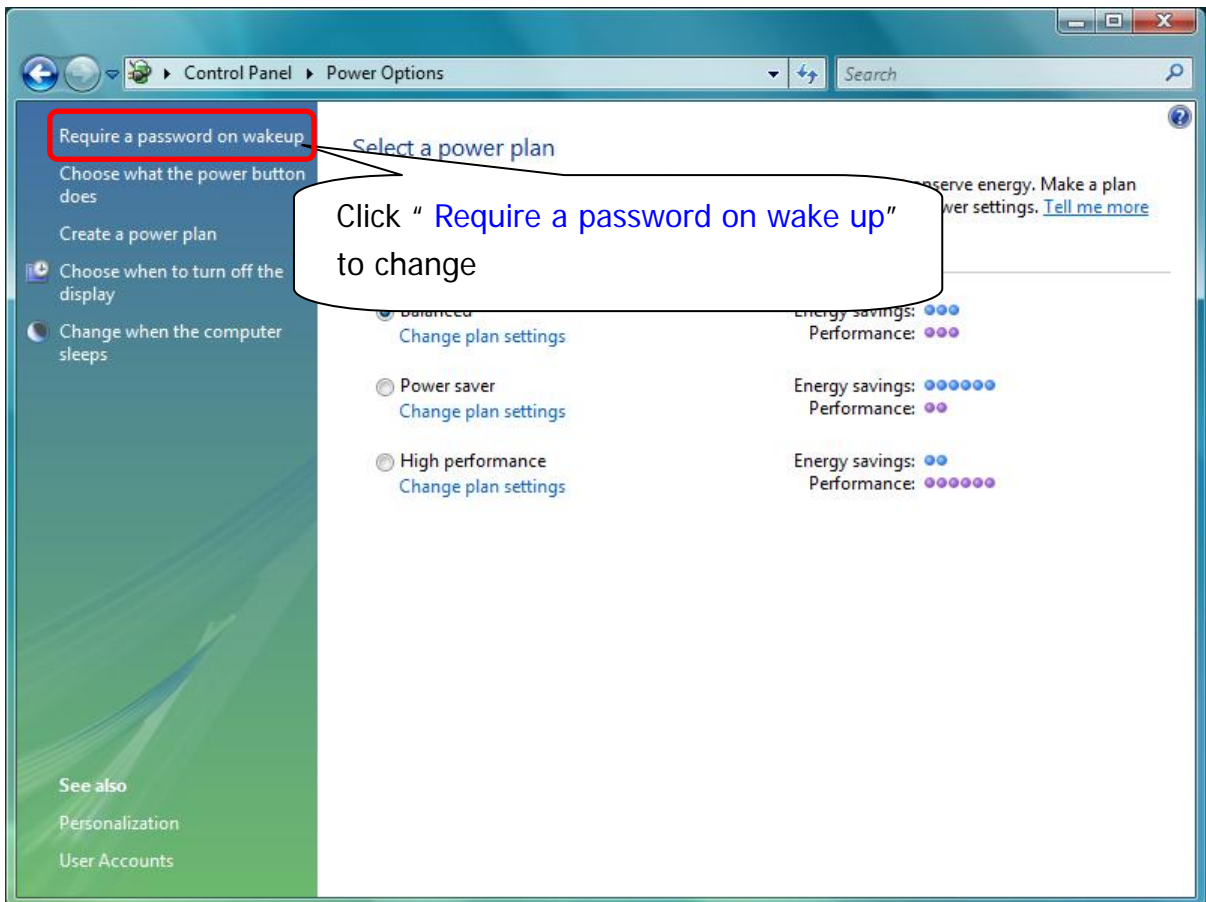 Control Panel ▸ Power Options
Search
Require a password on wakeup
Choose what the power button
does
Create a power plan
Choose when to turn off the
display
Change when the computer
sleeps
See also
Personalization
User Accounts
Select a power plan
energy. Make a plan
settings. Tell me more
Click “ Require a password on wake up”
to change
Balanced
Energy savings:
Change plan settings
Performance:
Power saver
Energy savings:
Change plan settings
Performance:
High performance
Energy savings:
Change plan settings
Performance: